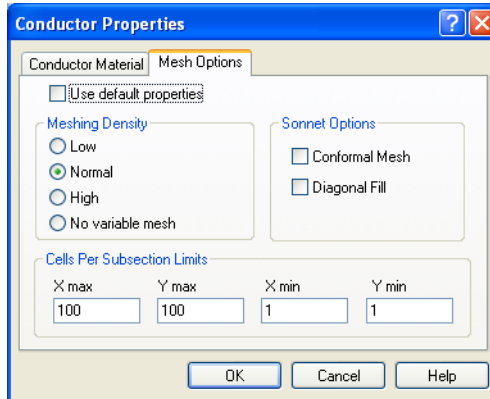 Conductor Properties
Conductor Material Mesh Options
Use default properties
Meshing Density
Low
Normal
High
No variable mesh
Sonnet Options
Conformal Mesh
Diagonal Fill
Cells Per Subsection Limits
X max Y max X min Y min
100 100 1 1
OK Cancel Help